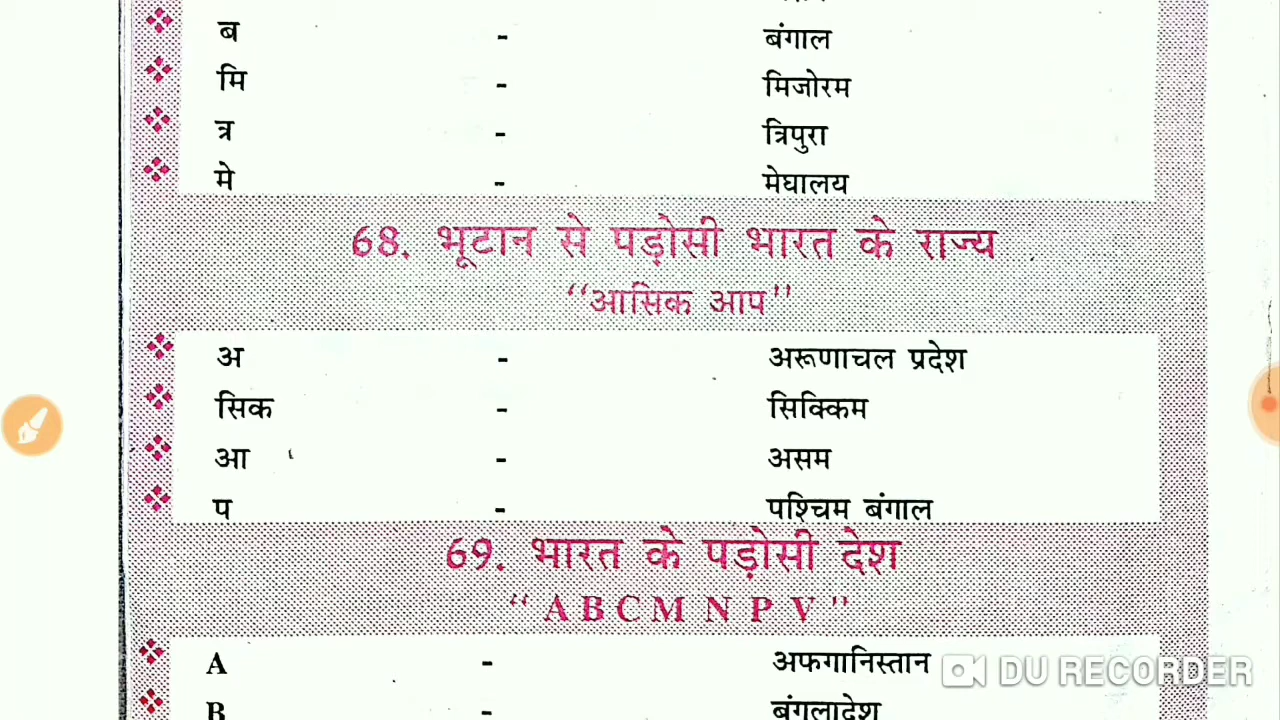 ब - बंगाल
मि - मिजोरम
त्र - त्रिपुरा
मे - मेघालय
68. भूटान से पड़ोसी भारत के राज्य
“आसिक आप”
अ - अरूणाचल प्रदेश
सिक - सिक्किम
आ - असम
प - पश्चिम बंगाल
69. भारत के पड़ोसी देश
“A B C M N P V”
A - अफगानिस्तान
DU RECORDER
B - बंगलादेश